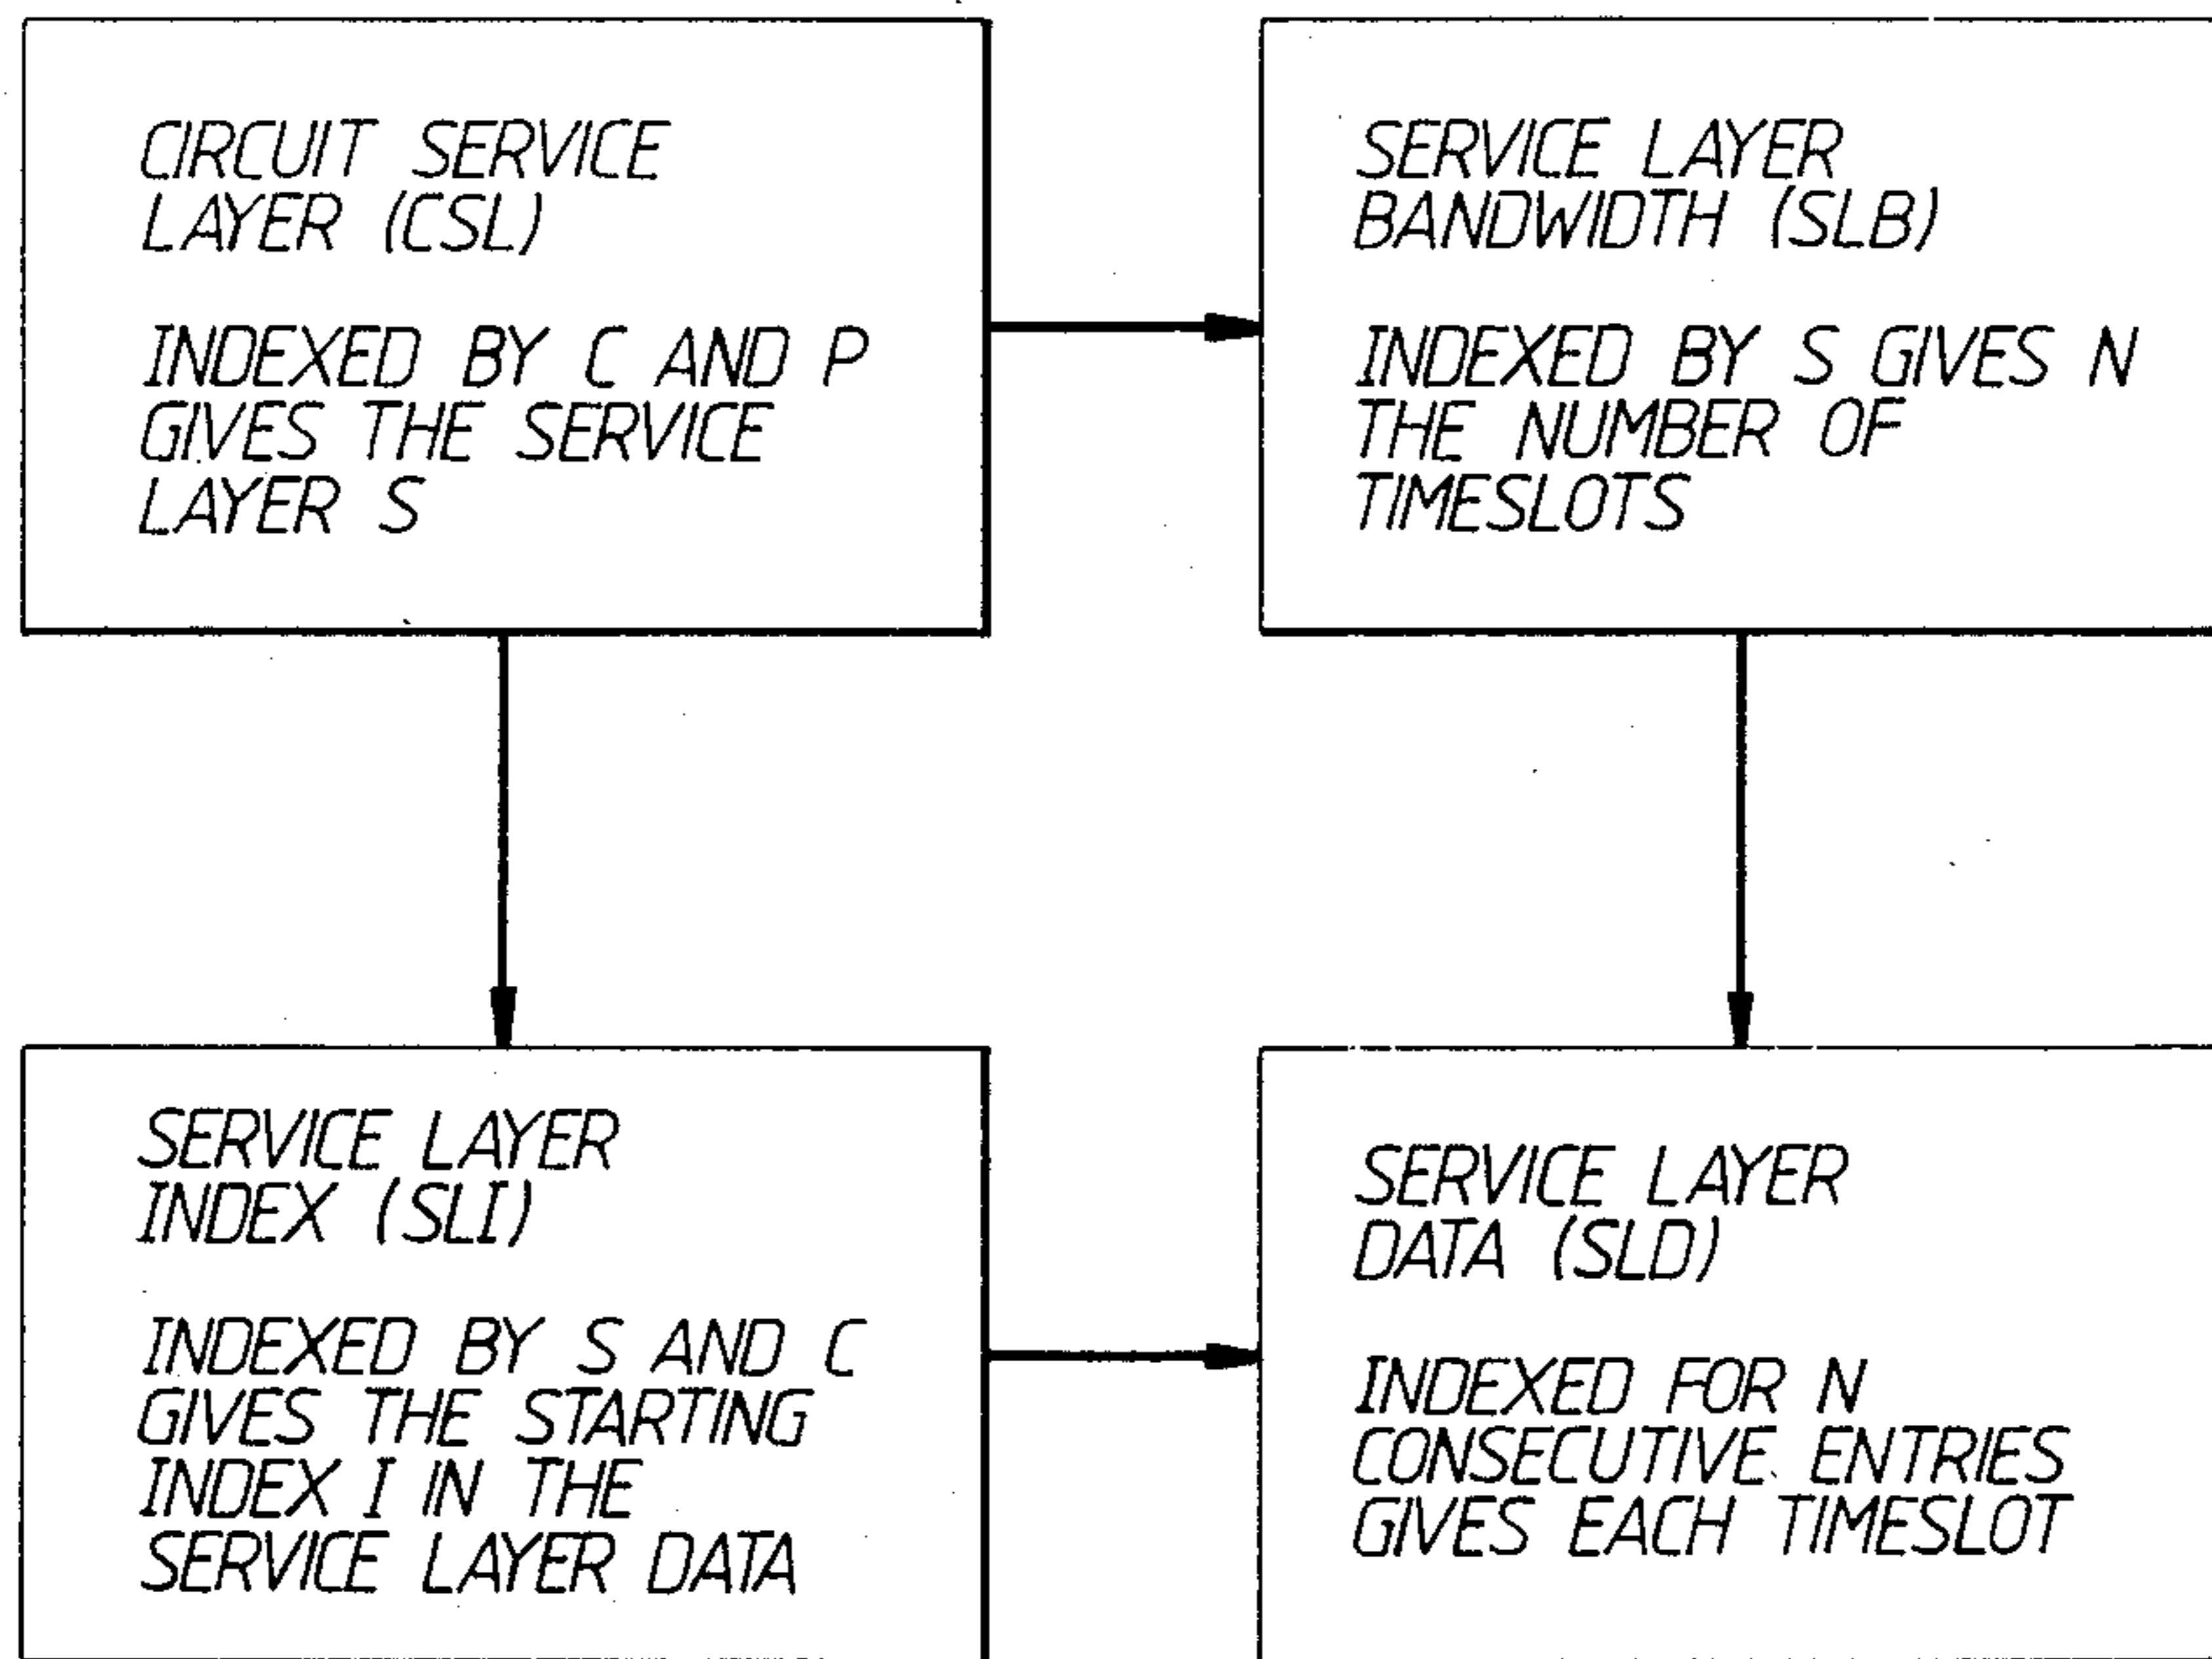 CIRCUIT SERVICE
LAYER (CSL)
INDEXED BY C AND P
GIVES THE SERVICE
LAYER S
SERVICE LAYER
BANDWIDTH (SLB)
INDEXED BY S GIVES N
THE NUMBER OF
TIMESLOTS
SERVICE LAYER
INDEX (SLI)
INDEXED BY S AND C
GIVES THE STARTING
INDEX I IN THE
SERVICE LAYER DATA
SERVICE LAYER
DATA (SLD)
INDEXED FOR N
CONSECUTIVE ENTRIES
GIVES EACH TIMESLOT